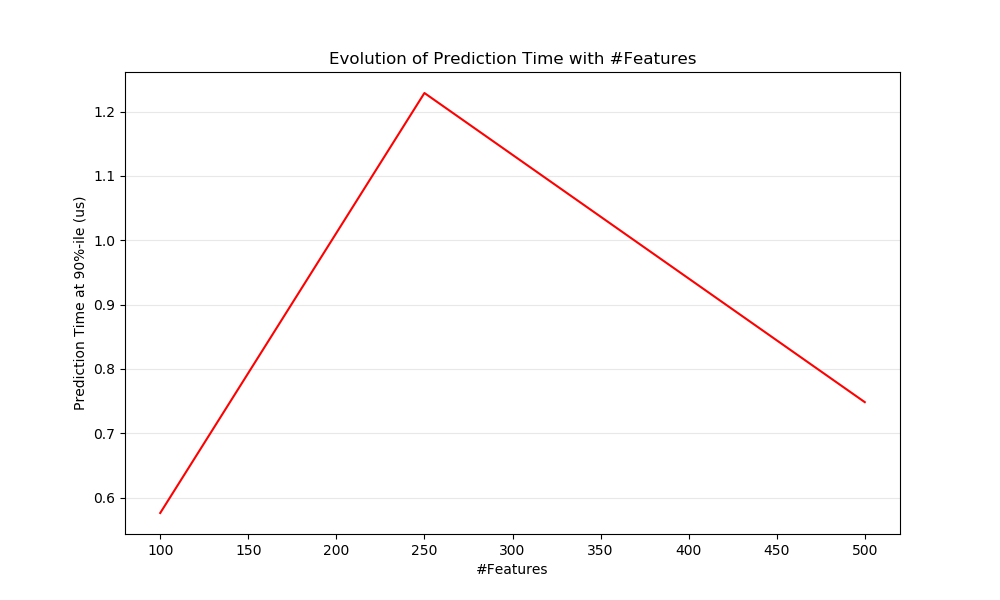 Evolution of Prediction Time with #Features
Prediction Time at 90%-ile (us)
1.2
1.1
1.0
0.9
0.8
0.7
0.6
100 150 200 250 300 350 400 450 500
#Features